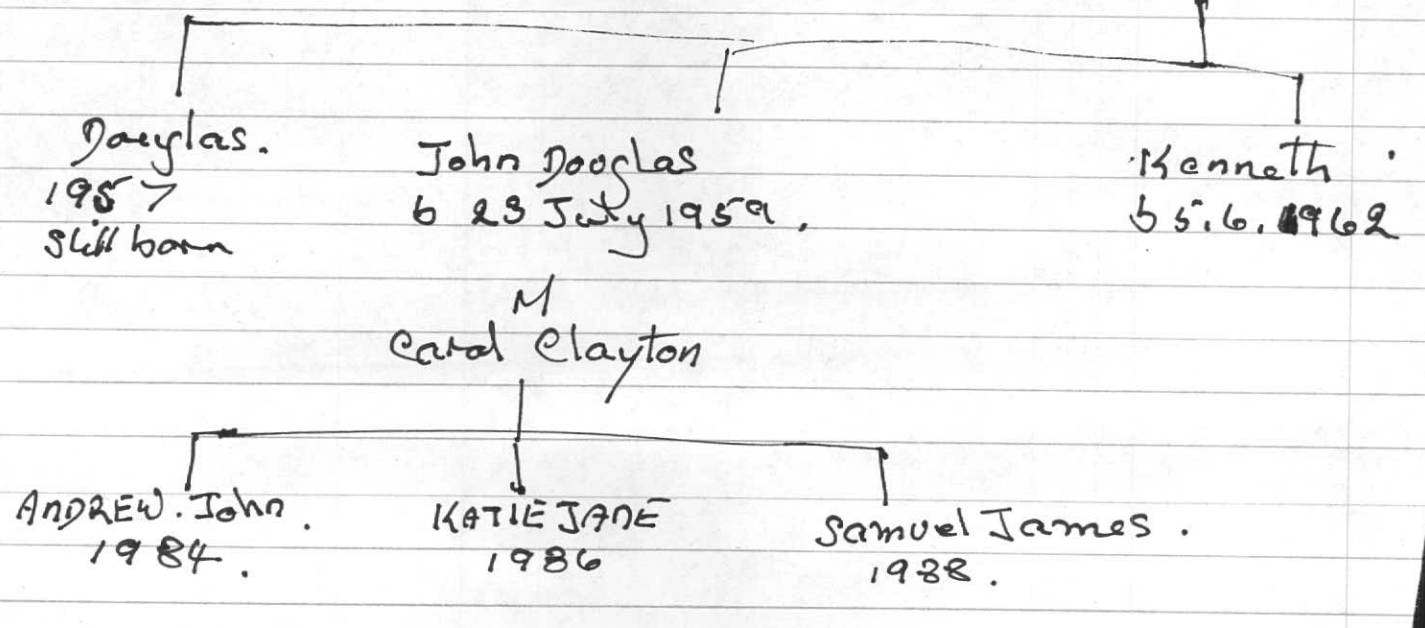 Douglas.
1957
Still born
John Douglas
b 23 July 1959.
M
Carol Clayton
Kenneth
b 5.6.1962
ANDREW. John.
1984.
KATIE JANE
1986
Samuel James.
1988.